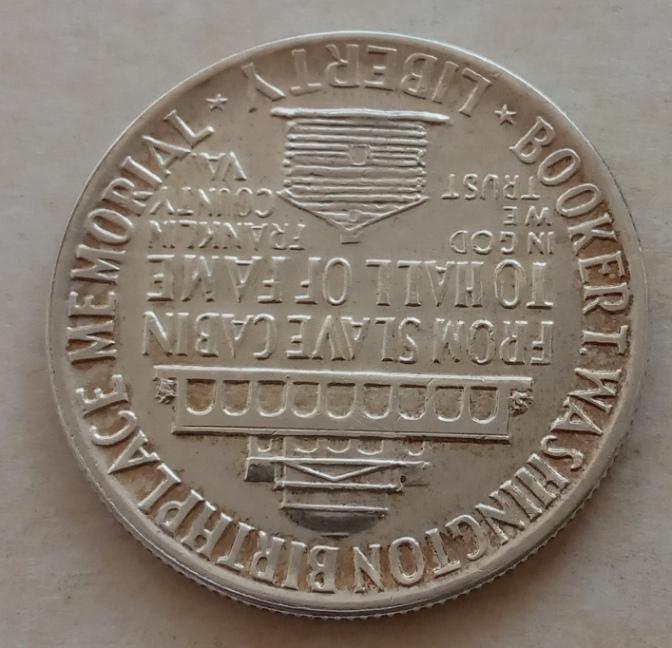 BOOKER T. WASHINGTON BIRTHPLACE MEMORIAL
FROM SLAVE CABIN
TO HALL OF FAME
IN GOD
WE
TRUST
FRANKLIN
COUNTY
VA.
★ LIBERTY ★